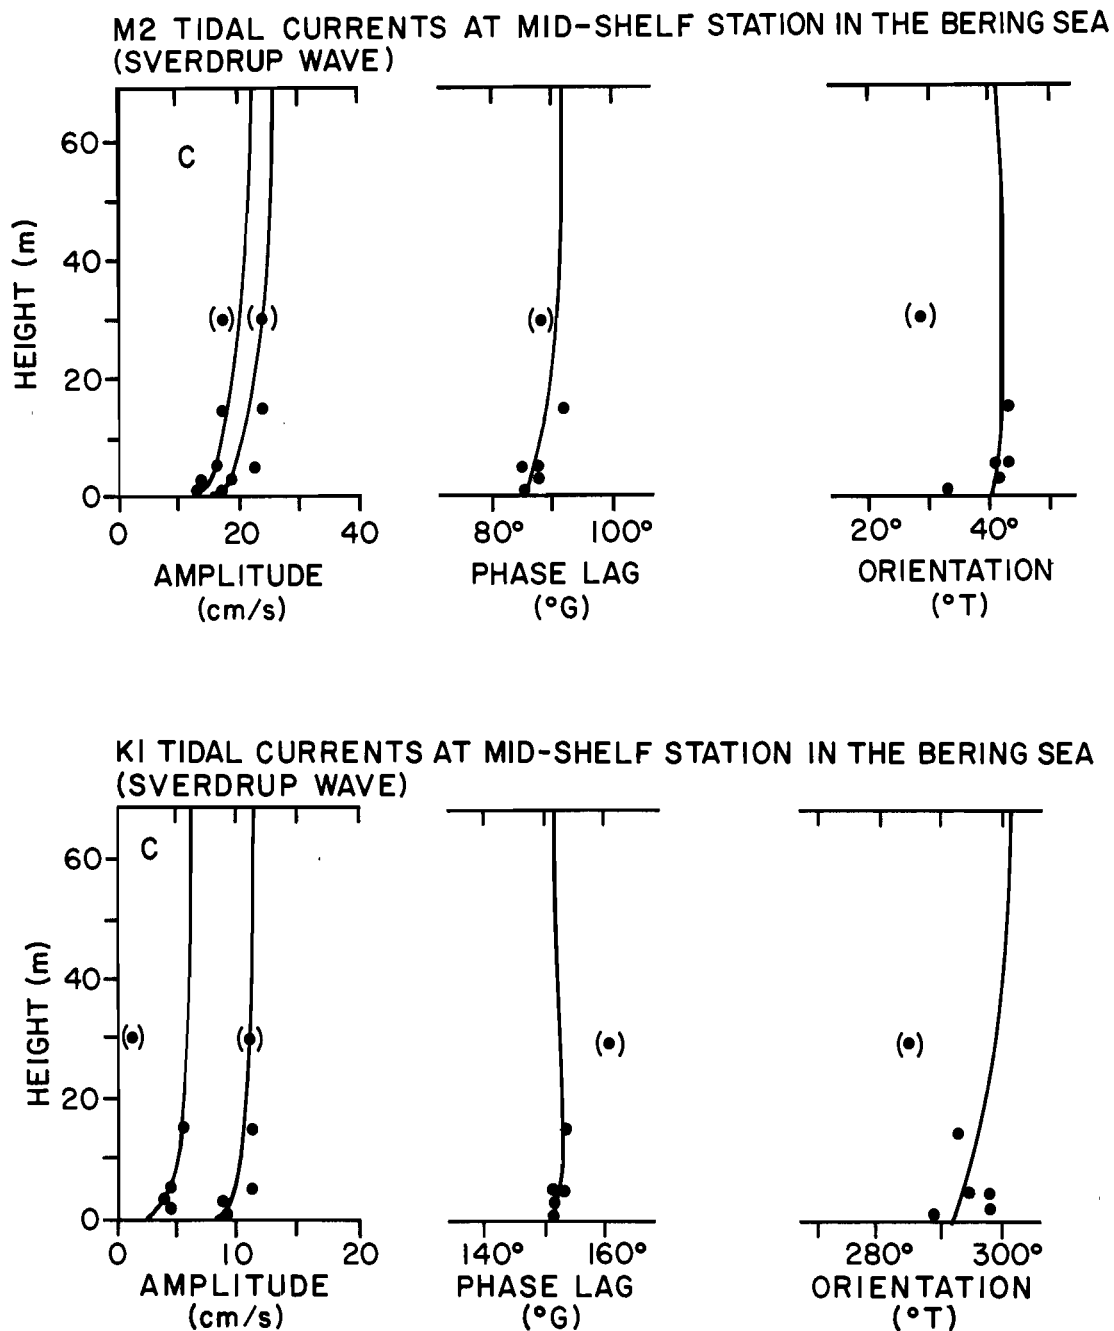 M2 TIDAL CURRENTS AT MID-SHELF STATION IN THE BERING SEA
(SVERDRUP WAVE)
C
60
40
20
0
HEIGHT (m)
0 20 40
AMPLITUDE
(cm/s)
80° 100°
PHASE LAG
(°G)
20° 40°
ORIENTATION
(°T)
K1 TIDAL CURRENTS AT MID-SHELF STATION IN THE BERING SEA
(SVERDRUP WAVE)
C
60
40
20
0
HEIGHT (m)
0 10 20
AMPLITUDE
(cm/s)
140° 160°
PHASE LAG
(°G)
280° 300°
ORIENTATION
(°T)